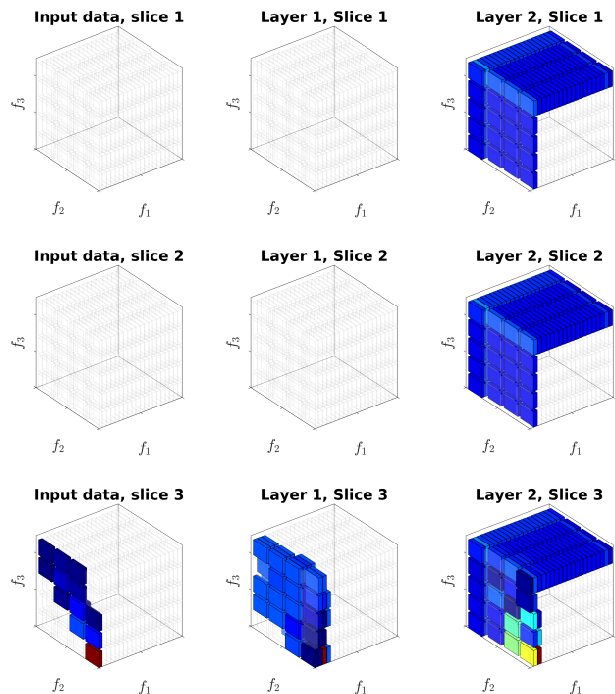 Input data, slice 1 Layer 1, Slice 1 Layer 2, Slice 1
f₃ f₃ f₃
f₂ f₁ f₂ f₁ f₂ f₁
Input data, slice 2 Layer 1, Slice 2 Layer 2, Slice 2
f₃ f₃ f₃
f₂ f₁ f₂ f₁ f₂ f₁
Input data, slice 3 Layer 1, Slice 3 Layer 2, Slice 3
f₃ f₃ f₃
f₂ f₁ f₂ f₁ f₂ f₁